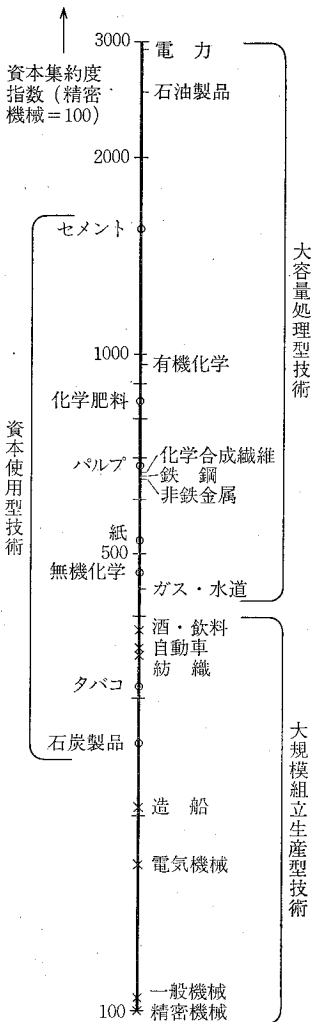 資本集約度
指数(精密
機械=100)
3000
電力
石油製品
2000
セメント
1000
有機化学
化学肥料
パルプ
化学合成繊維
鉄鋼
非鉄金属
紙
500
無機化学
ガス・水道
酒・飲料
自動車
紡織
タバコ
石炭製品
造船
電気機械
一般機械
100
精密機械
資本使用型技術
大容量処理型技術
大規模組立生産型技術